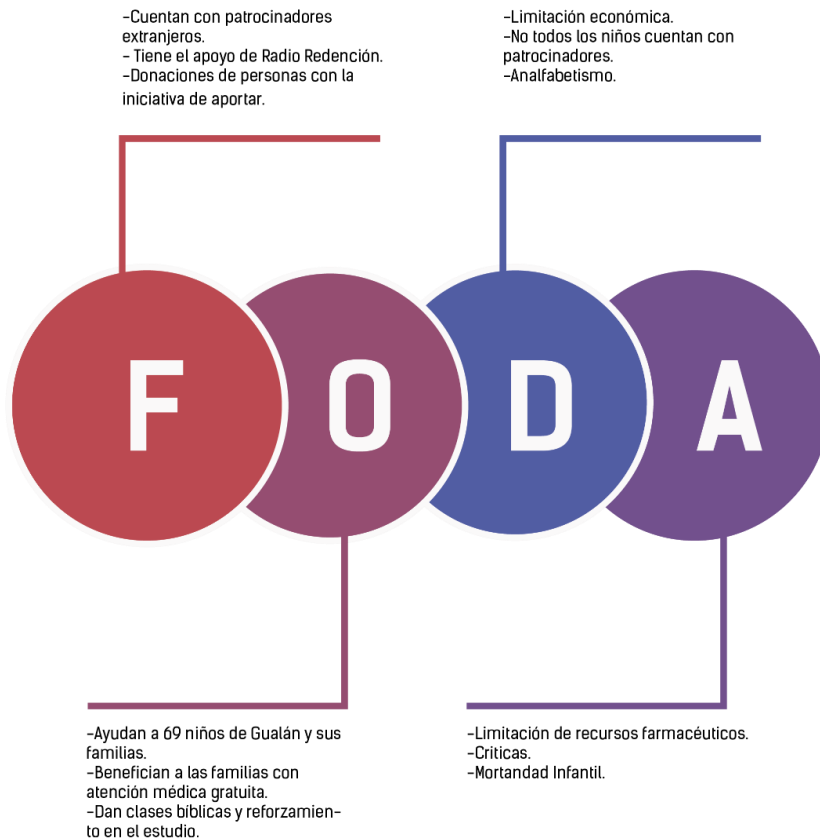 -Cuentan con patrocinadores
extranjeros.
- Tiene el apoyo de Radio Redención.
-Donaciones de personas con la
iniciativa de aportar.
-Limitación económica.
-No todos los niños cuentan con
patrocinadores.
-Analfabetismo.
F
O
D
A
-Ayudan a 69 niños de Gualán y sus
familias.
-Benefician a las familias con
atención médica gratuita.
-Dan clases bíblicas y reforzamien-
to en el estudio.
-Limitación de recursos farmacéuticos.
-Criticas.
-Mortandad Infantil.